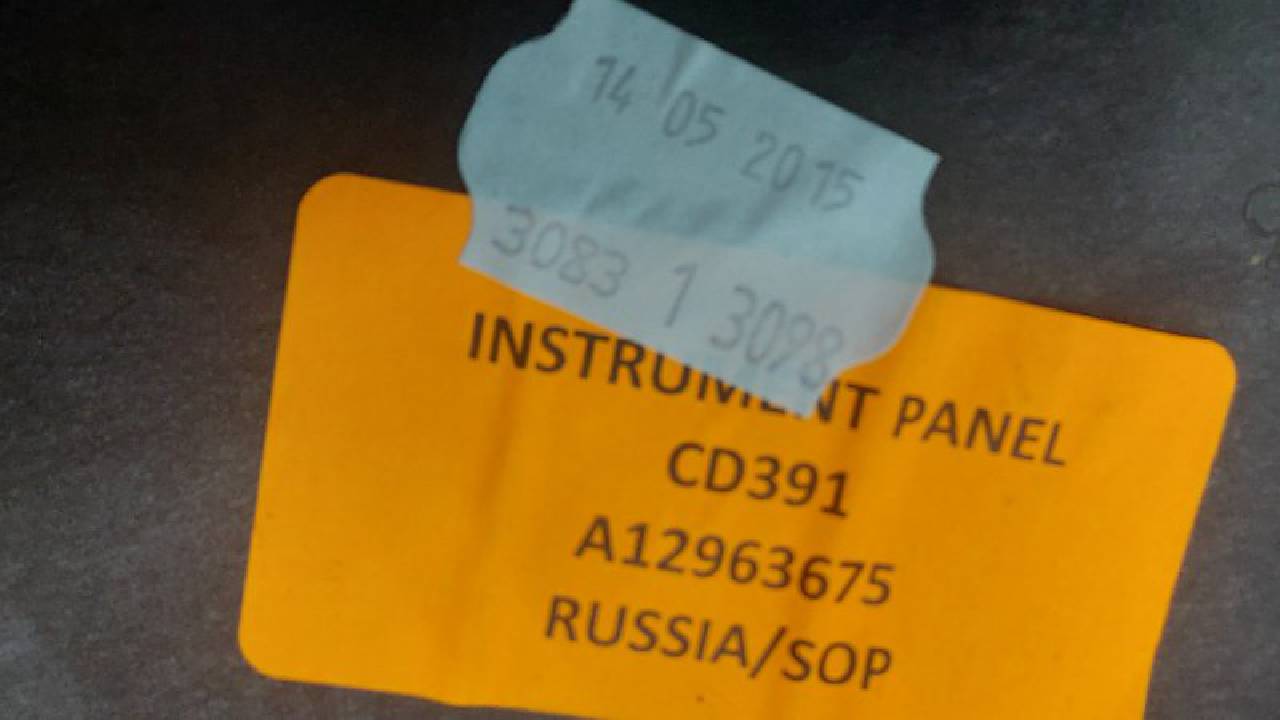 14 05 2015
3083 1 3098
INSTRUMENT PANEL
CD391
A12963675
RUSSIA/SOP